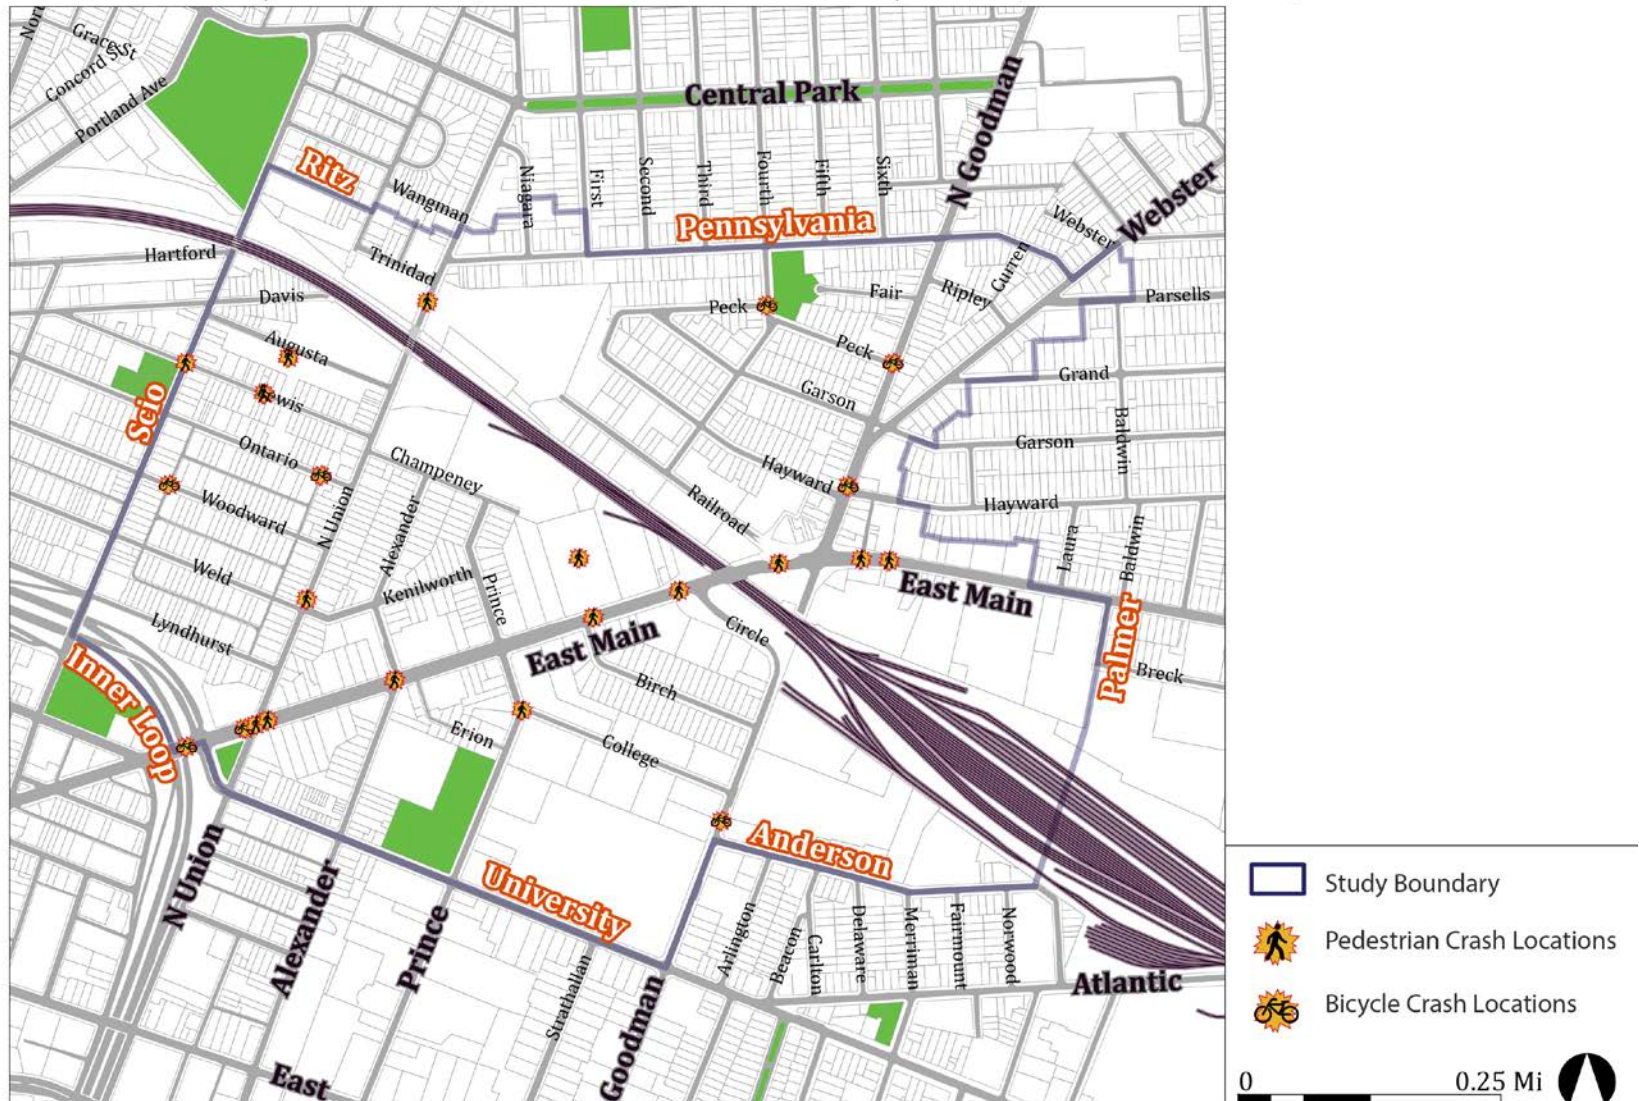 Grace St
Concord St
Portland Ave
Central Park
N Goodman
Ritz
Wangman
Niagara
First
Second
Third
Fourth
Fifth
Sixth
Pennsylvania
Webster
Webster
Hartford
Trinidad
Davis
Peck
Fair
Ripley
Curren
Parsells
Augusta
Peck
Grand
Scio
Lewis
Garson
Baldwin
Ontario
Champeney
Garson
Hayward
Woodward
N Union
Alexander
Railroad
Hayward
Weld
Kenilworth
Prince
Laura
Baldwin
East Main
Lyndhurst
East Main
Circle
Palmer
Breck
Inner Loop
Birch
Erion
College
Anderson
University
N Union
Alexander
Prince
Strathallan
Goodman
Arlington
Beacon
Carlton
Delaware
Merriman
Fairmount
Norwood
Atlantic
East
Study Boundary
Pedestrian Crash Locations
Bicycle Crash Locations
0 0.25 Mi